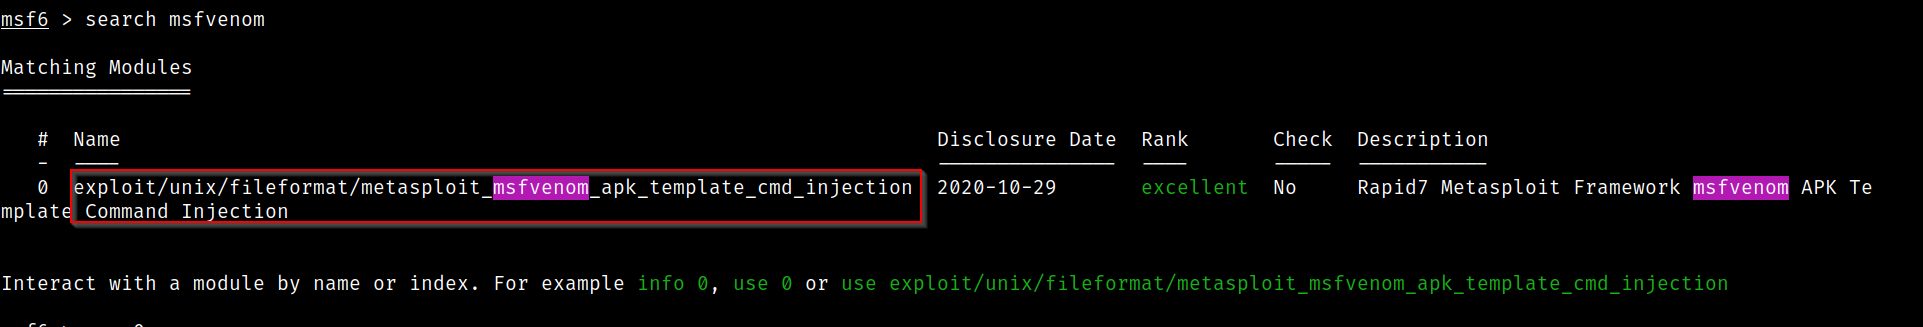 msf6 > search msfvenom
Matching Modules
================
# Name Disclosure Date Rank Check Description
- ---- --------------- ---- ----- -----------
0 exploit/unix/fileformat/metasploit_msfvenom_apk_template_cmd_injection 2020-10-29 excellent No Rapid7 Metasploit Framework msfvenom APK Te
mplate Command Injection
Interact with a module by name or index. For example info 0, use 0 or use exploit/unix/fileformat/metasploit_msfvenom_apk_template_cmd_injection